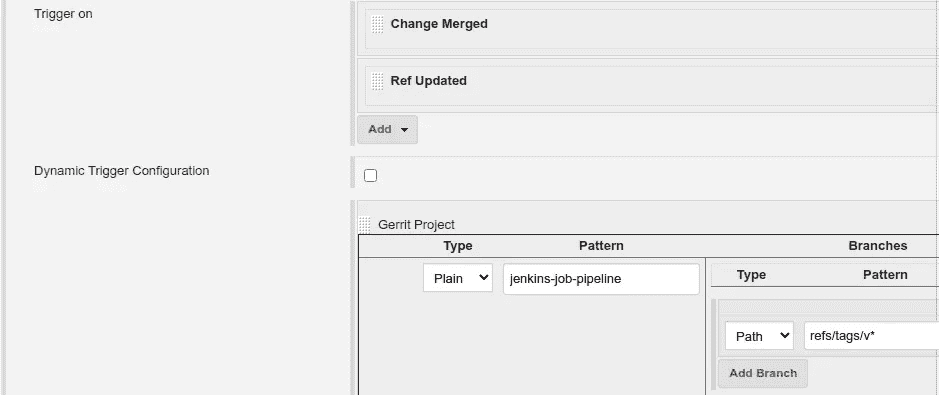 Trigger on
Change Merged
Ref Updated
Add
Dynamic Trigger Configuration
Gerrit Project
Type Pattern Branches
Plain jenkins-job-pipeline
Type Pattern
Path refs/tags/v*
Add Branch